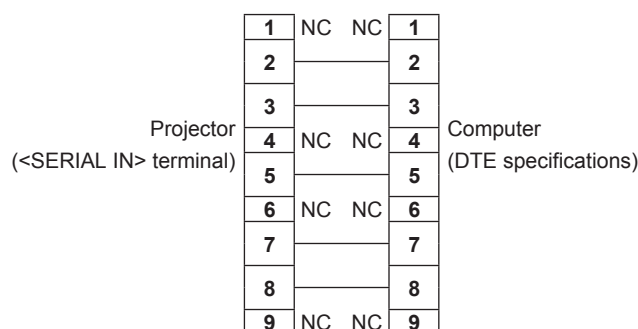 1 NC NC 1
2 2
3 3
Projector
(<SERIAL IN> terminal)
4 NC NC 4
Computer
(DTE specifications)
5 5
6 NC NC 6
7 7
8 8
9 NC NC 9